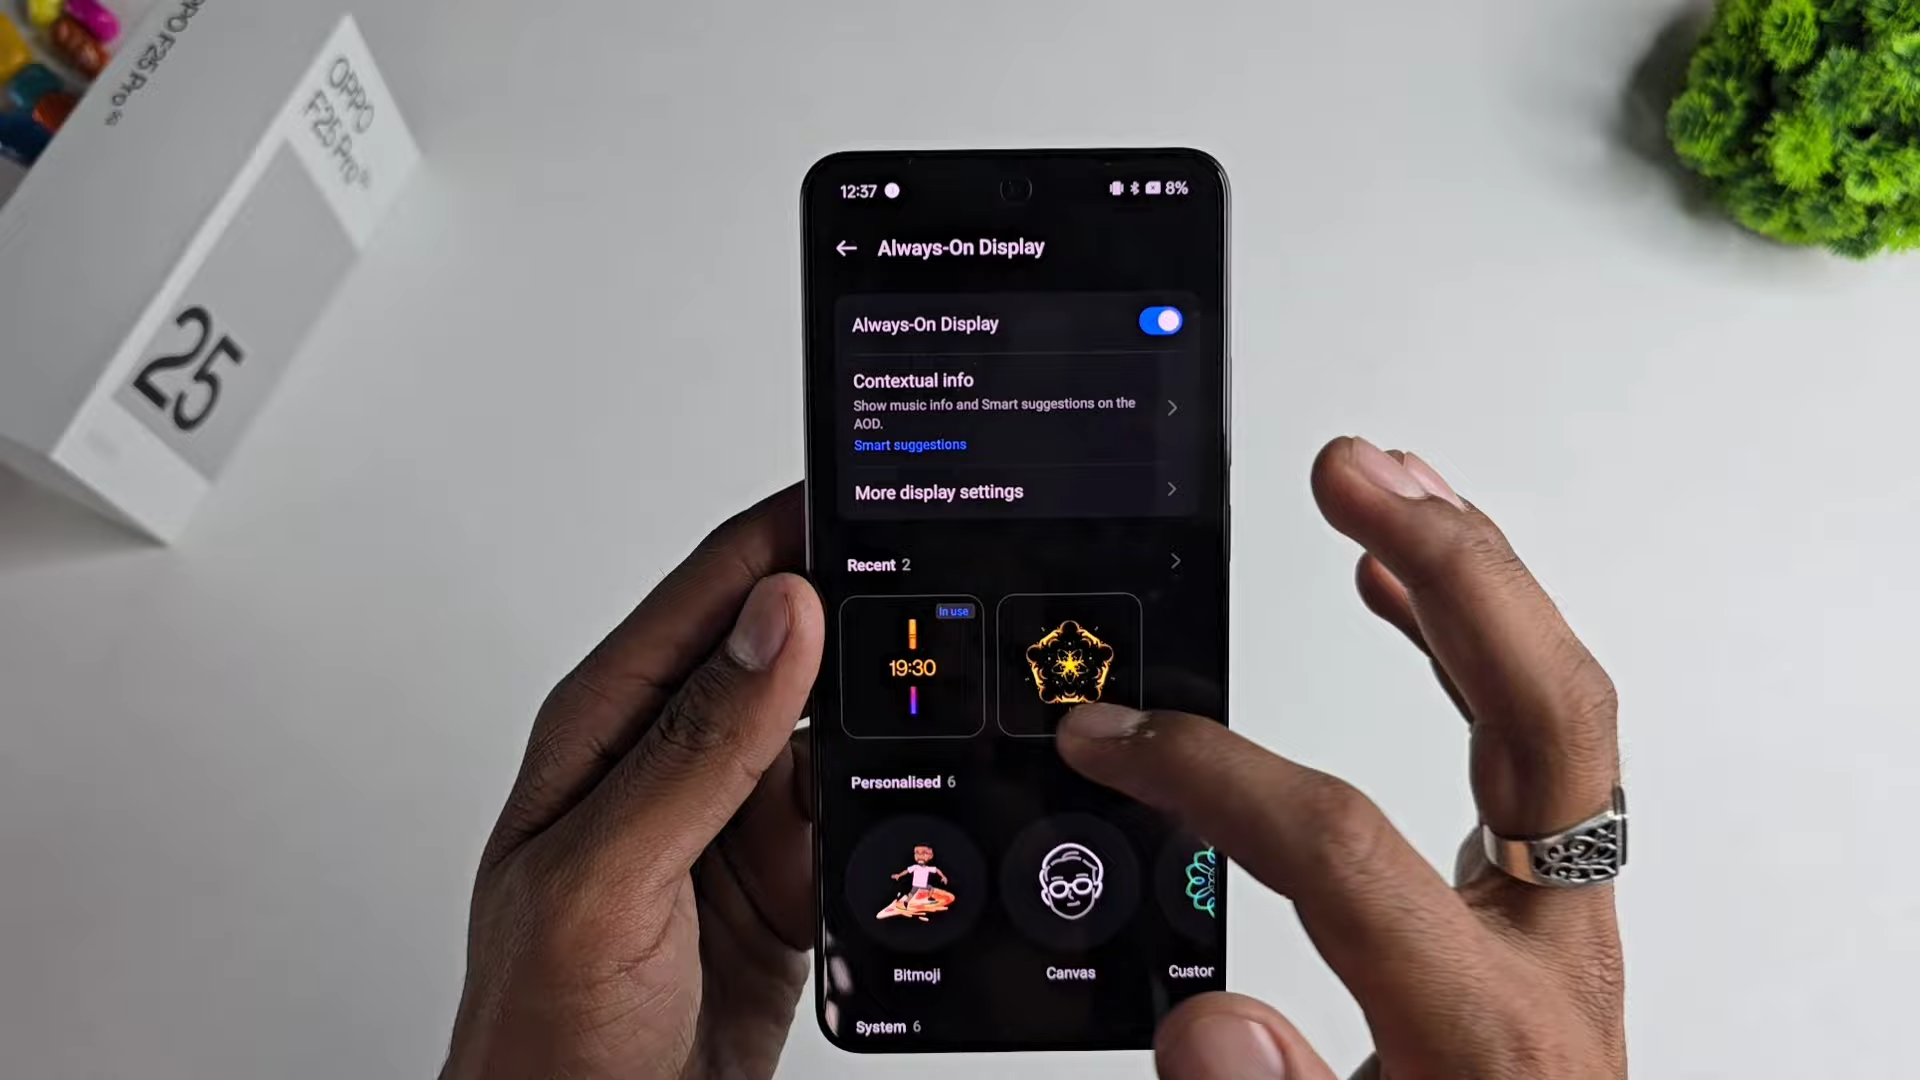 OPPO F25 Pro 5G
OPPO
F25 Pro 5G
25
12:37
8%
Always-On Display
Always-On Display
Contextual info
Show music info and Smart suggestions on the
AOD.
Smart suggestions
More display settings
Recent 2
In use
19:30
Personalised 6
Bitmoji
Canvas
Custor
System 6